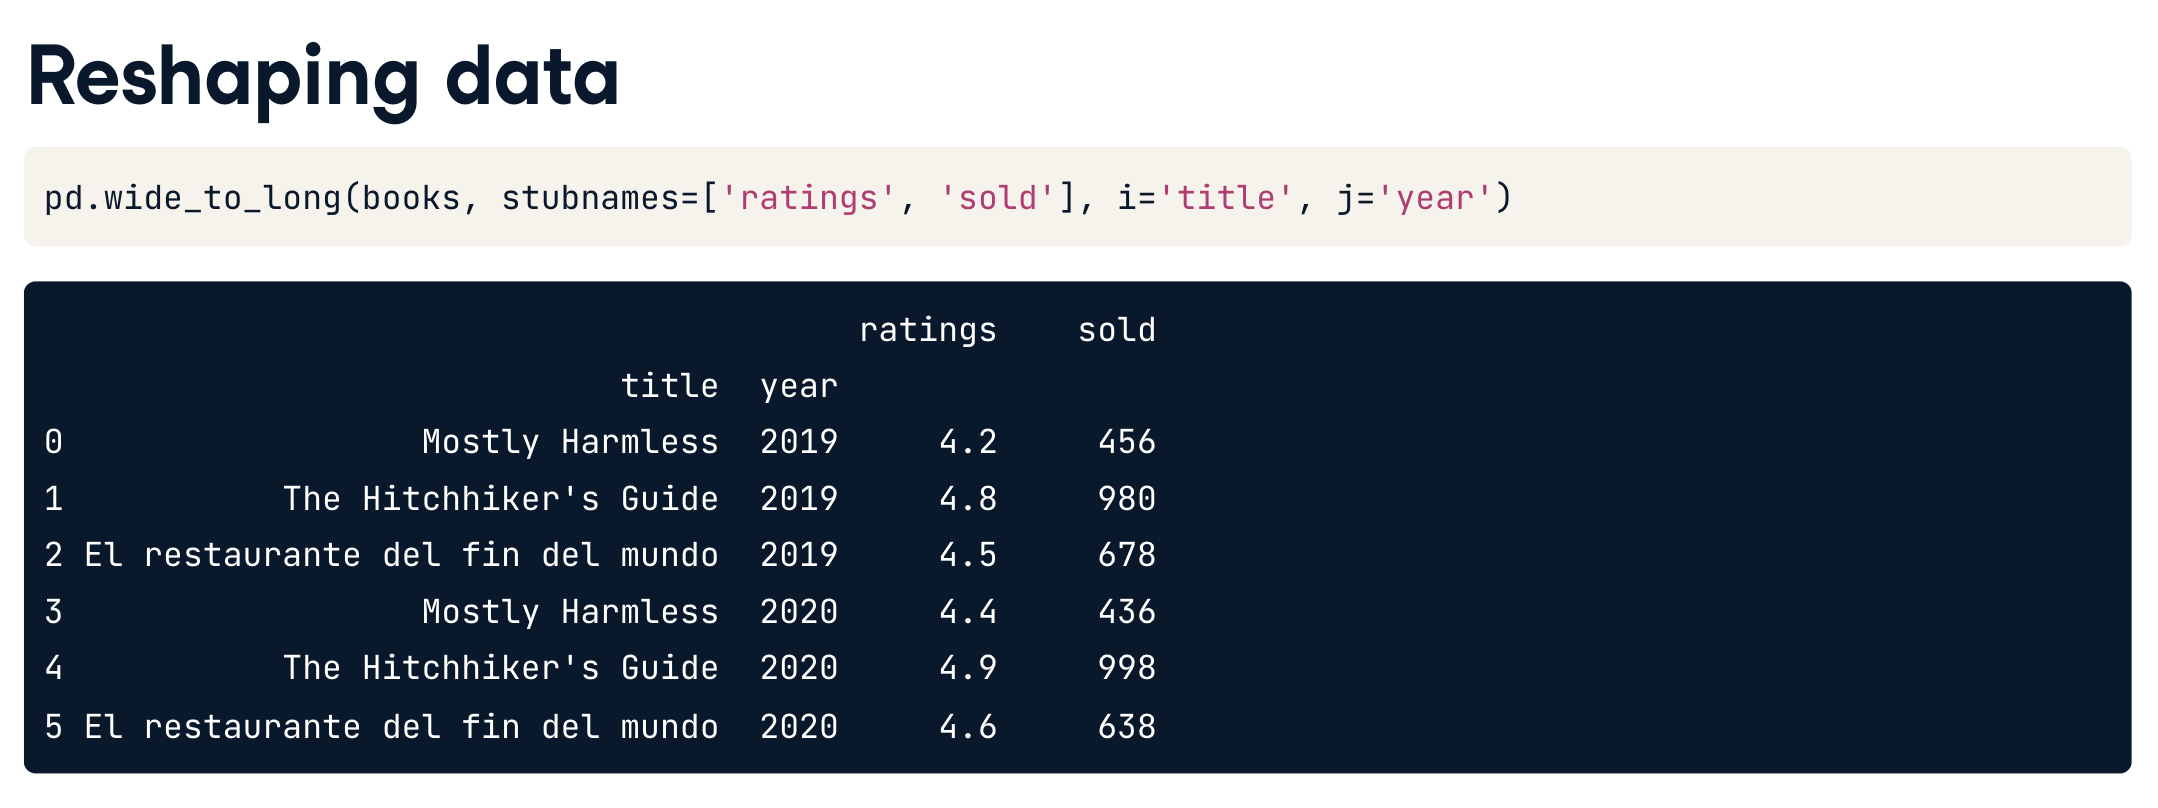 Reshaping data
pd.wide_to_long(books, stubnames=['ratings', 'sold'], i='title', j='year')
ratings sold
title year
0 Mostly Harmless 2019 4.2 456
1 The Hitchhiker's Guide 2019 4.8 980
2 El restaurante del fin del mundo 2019 4.5 678
3 Mostly Harmless 2020 4.4 436
4 The Hitchhiker's Guide 2020 4.9 998
5 El restaurante del fin del mundo 2020 4.6 638